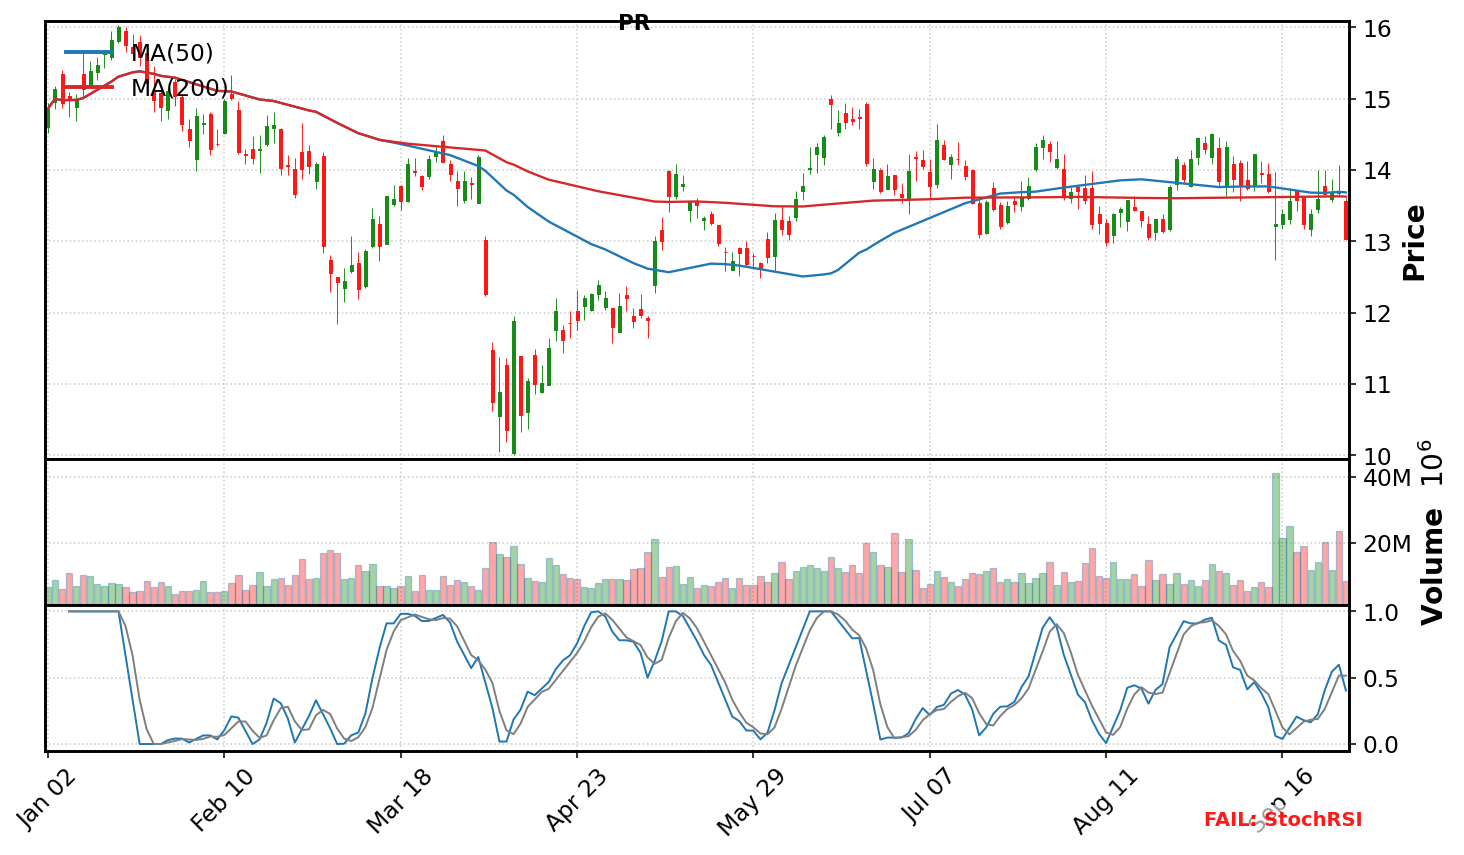 PR
MA(50)
MA(200)
16
15
14
13
12
11
10
Price
40M
20M
Volume 10⁶
1.0
0.5
0.0
Jan 02
Feb 10
Mar 18
Apr 23
May 29
Jul 07
Aug 11
Sep 16
FAIL: StochRSI